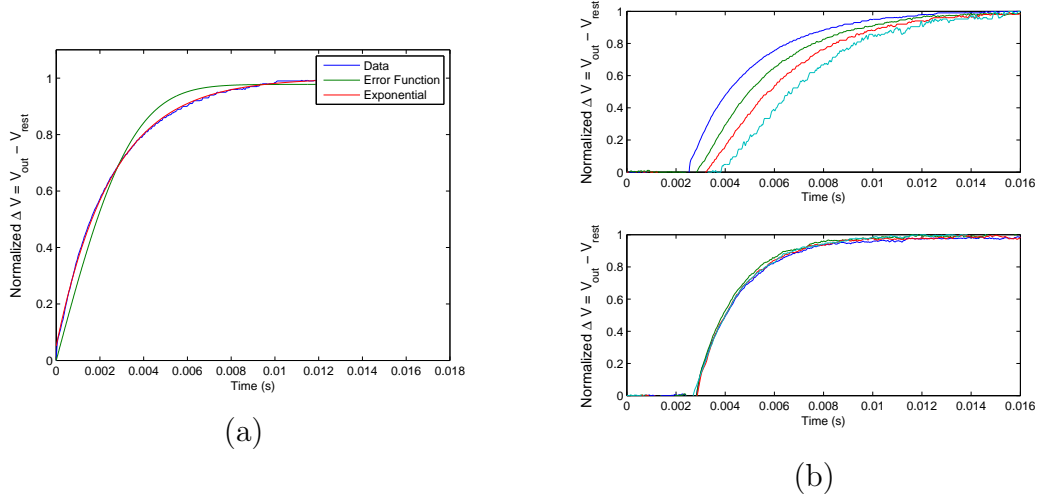 Normalized Δ V = V_out − V_rest
1
0.8
0.6
0.4
0.2
0
0 0.002 0.004 0.006 0.008 0.01 0.012 0.014 0.016 0.018
Time (s)
Data
Error Function
Exponential
(a)
Normalized Δ V = V_out − V_rest
1
0.8
0.6
0.4
0.2
0
0 0.002 0.004 0.006 0.008 0.01 0.012 0.014 0.016
Time (s)
Normalized Δ V = V_out − V_rest
1
0.8
0.6
0.4
0.2
0
0 0.002 0.004 0.006 0.008 0.01 0.012 0.014 0.016
Time (s)
(b)